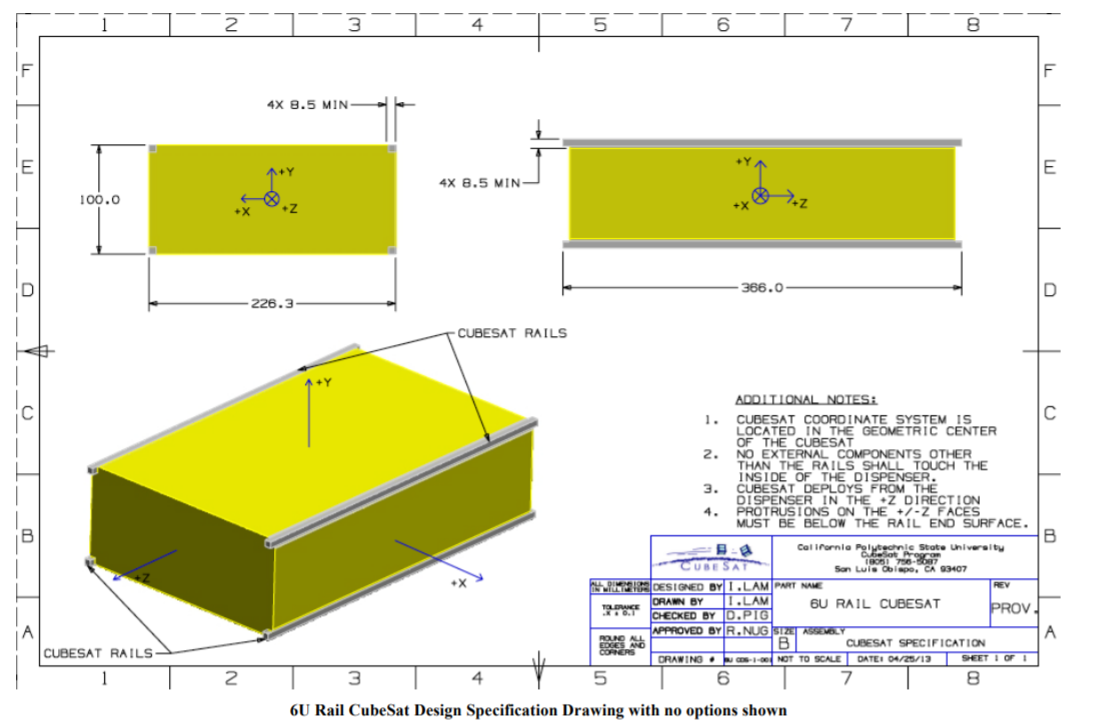 1 2 3 4 5 6 7 8
F F
4X 8.5 MIN
E E
+Y
100.0
+X +Z
4X 8.5 MIN
+Y
+X +Z
D D
226.3
366.0
CUBESAT RAILS
+Y
C C
ADDITIONAL NOTES:
1. CUBESAT COORDINATE SYSTEM IS
LOCATED IN THE GEOMETRIC CENTER
OF THE CUBESAT
2. NO EXTERNAL COMPONENTS OTHER
THAN THE RAILS SHALL TOUCH THE
INSIDE OF THE DISPENSER.
3. CUBESAT DEPLOYS FROM THE
DISPENSER IN THE +Z DIRECTION
4. PROTRUSIONS ON THE +/-Z FACES
MUST BE BELOW THE RAIL END SURFACE.
B B
+Z
+X
CUBESAT RAILS
A A
CUBESAT
California Polytechnic State University
CubeSat Program
(805) 756-5087
San Luis Obispo, CA 93407
ALL DIMENSIONS
IN MILLIMETERS
TOLERANCE
.X ± 0.1
ROUND ALL
EDGES AND
CORNERS
DESIGNED BY I.LAM
DRAWN BY I.LAM
CHECKED BY D.PIG
APPROVED BY R.NUG
DRAWING #
PART NAME
6U RAIL CUBESAT
REV
PROV.
SIZE
B
ASSEMBLY
CUBESAT SPECIFICATION
NOT TO SCALE DATE: 04/25/13 SHEET 1 OF 1
1 2 3 4 5 6 7 8
6U Rail CubeSat Design Specification Drawing with no options shown